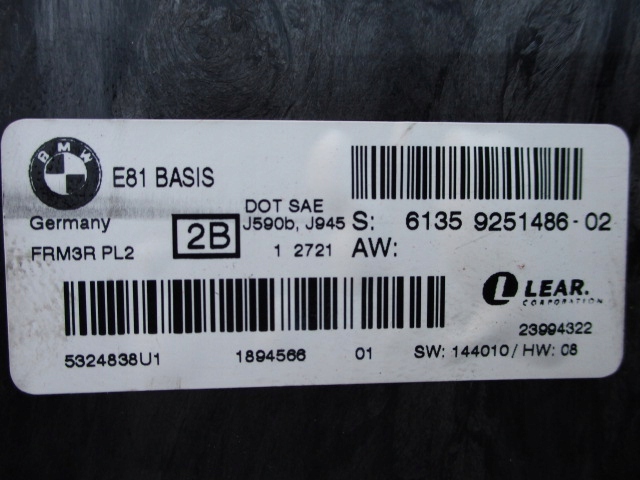 BMW
E81 BASIS
DOT SAE
Germany
2B
J590b, J945
S: 6135 9251486-02
FRM3R PL2
1 2721
AW:
LEAR.
CORPORATION
23994322
5324838U1
1894566
01
SW: 144010/HW: 08